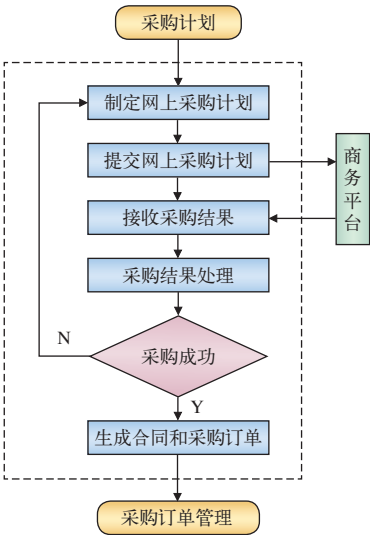 采购计划
制定网上采购计划
提交网上采购计划
商务平台
接收采购结果
采购结果处理
N
采购成功
Y
生成合同和采购订单
采购订单管理